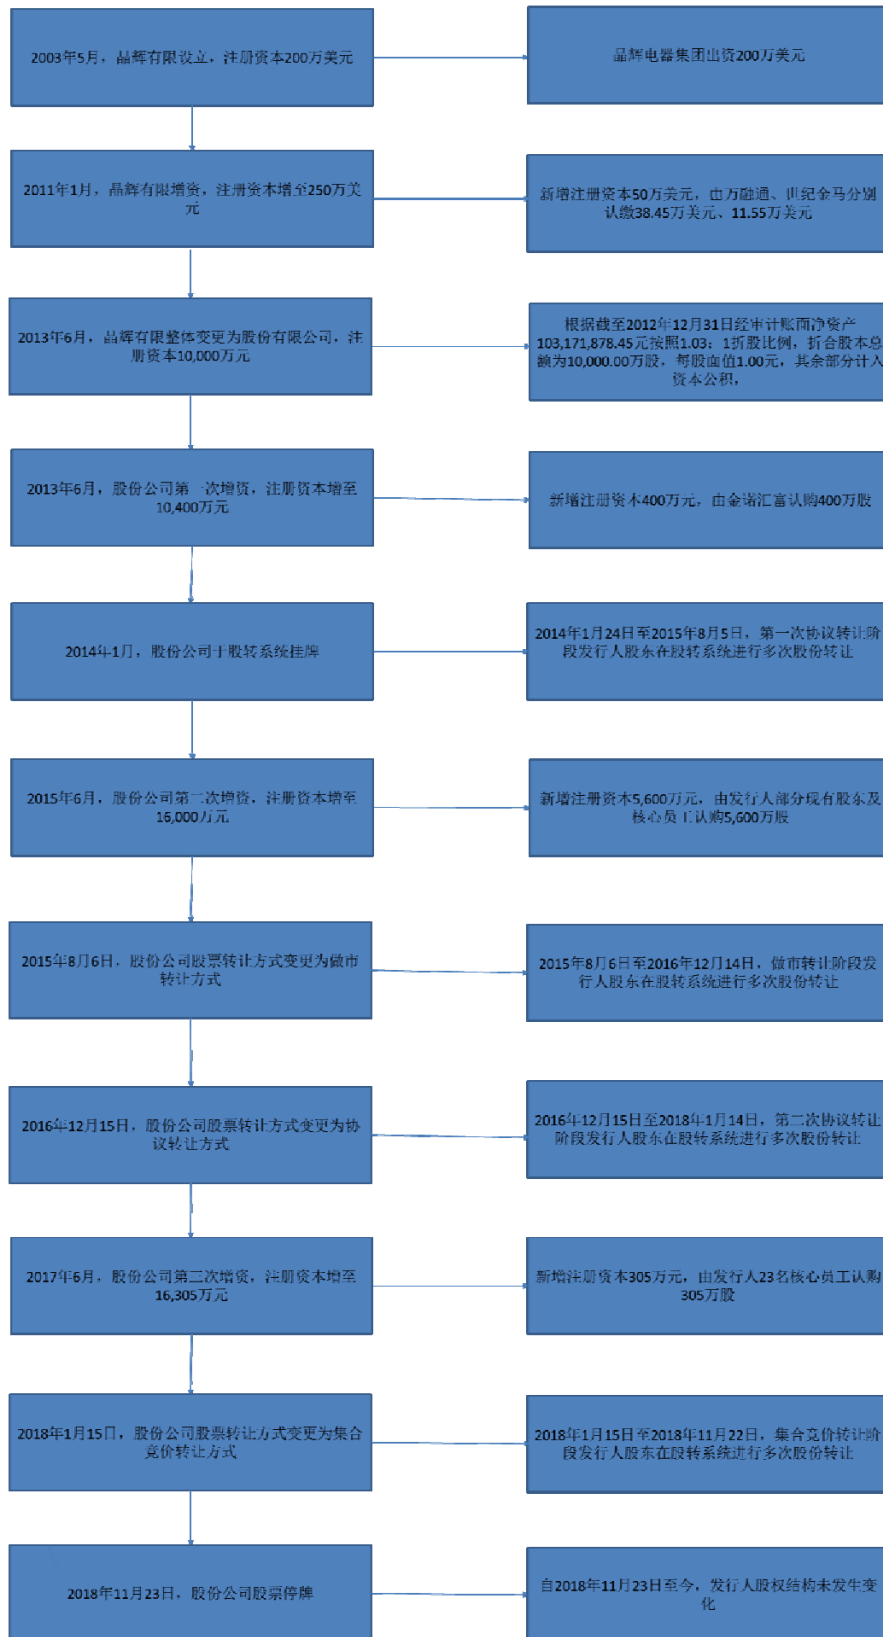 2003年5月，晶辉有限设立，注册资本200万美元
晶辉电器集团出资200万美元
2011年1月，晶辉有限增资，注册资本增至250万美
元
新增注册资本50万美元，由万融通、世纪金马分别
认缴38.45万美元、11.55万美元
2013年6月，晶辉有限整体变更为股份有限公司，注
册资本10,000万元
根据截至2012年12月31日经审计账面净资产
103,171,878.45元按照1.03：1折股比例，折合股本总
额为10,000.00万股，每股面值1.00元，其余部分计入
资本公积，
2013年6月，股份公司第一次增资，注册资本增至
10,400万元
新增注册资本400万元，由金诺汇富认购400万股
2014年1月，股份公司于股转系统挂牌
2014年1月24日至2015年8月5日，第一次协议转让阶
段发行人股东在股转系统进行多次股份转让
2015年6月，股份公司第二次增资，注册资本增至
16,000万元
新增注册资本5,600万元，由发行人部分现有股东及
核心员工认购5,600万股
2015年8月6日，股份公司股票转让方式变更为做市
转让方式
2015年8月6日至2016年12月14日，做市转让阶段发
行人股东在股转系统进行多次股份转让
2016年12月15日，股份公司股票转让方式变更为协
议转让方式
2016年12月15日至2018年1月14日，第二次协议转让
阶段发行人股东在股转系统进行多次股份转让
2017年6月，股份公司第三次增资，注册资本增至
16,305万元
新增注册资本305万元，由发行人23名核心员工认购
305万股
2018年1月15日，股份公司股票转让方式变更为集合
竞价转让方式
2018年1月15日至2018年11月22日，集合竞价转让阶
段发行人股东在股转系统进行多次股份转让
2018年11月23日，股份公司股票停牌
自2018年11月23日至今，发行人股权结构未发生变
化